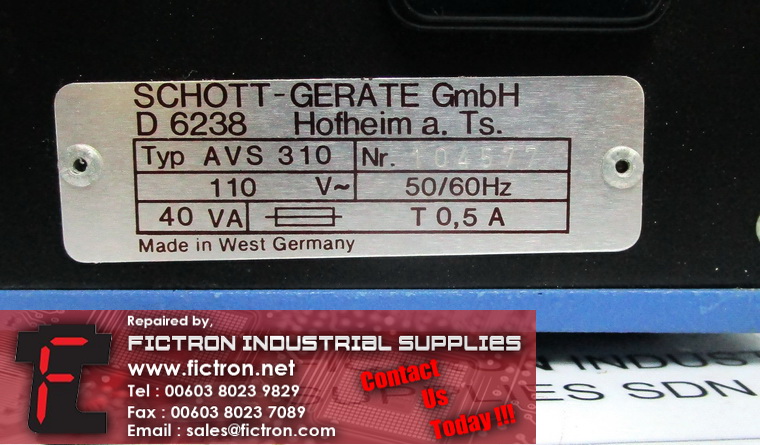 SCHOTT-GERÄTE GmbH
D 6238 Hofheim a. Ts.
Typ AVS 310 Nr. 104577
110 V~ 50/60Hz
40 VA T 0,5 A
Made in West Germany
Repaired by,
FICTRON INDUSTRIAL SUPPLIES
www.fictron.net
Tel : 00603 8023 9829
Fax : 00603 8023 7089
Email : sales@fictron.com
Contact
Us
Today !!!
INDUS
ES SDN